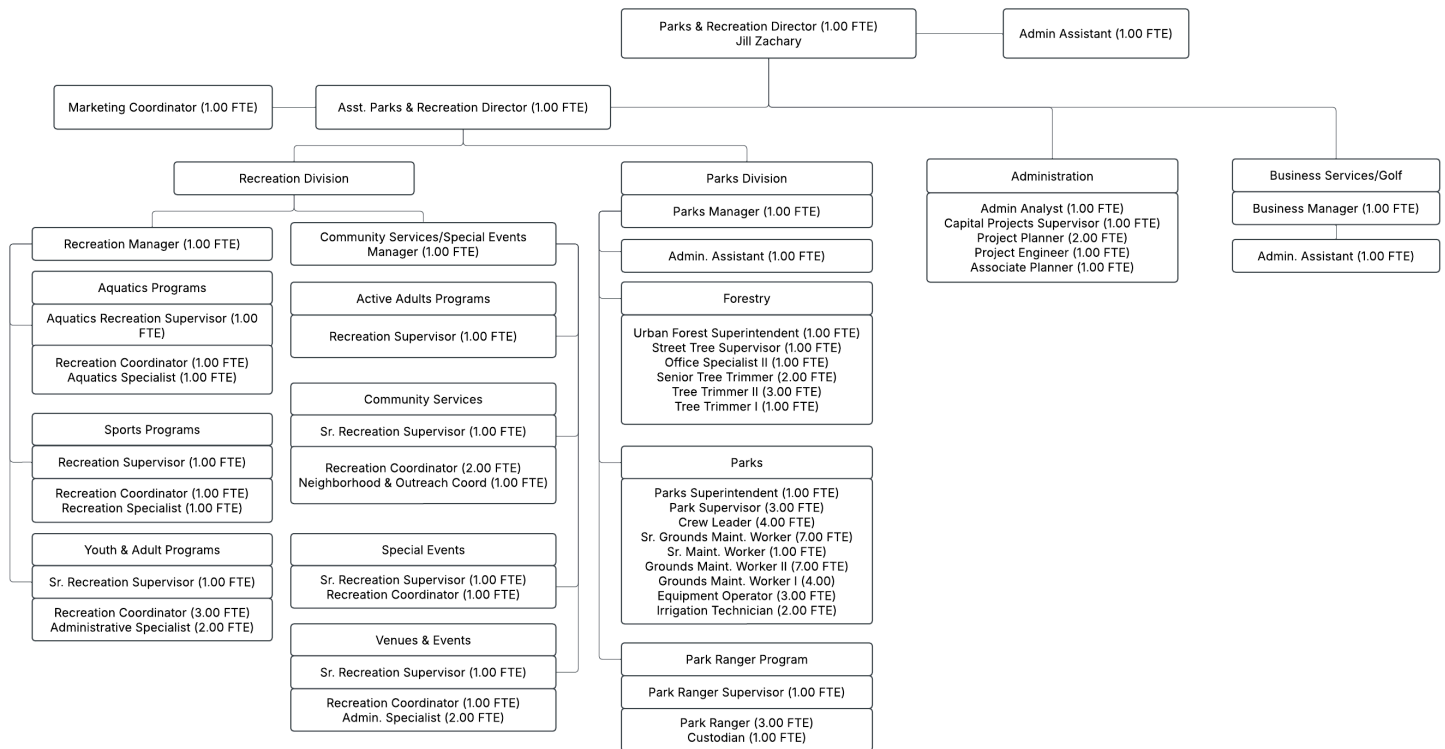 Parks & Recreation Director (1.00 FTE)
Jill Zachary
Admin Assistant (1.00 FTE)
Marketing Coordinator (1.00 FTE)
Asst. Parks & Recreation Director (1.00 FTE)
Recreation Division
Recreation Manager (1.00 FTE)
Aquatics Programs
Aquatics Recreation Supervisor (1.00
FTE)
Recreation Coordinator (1.00 FTE)
Aquatics Specialist (1.00 FTE)
Sports Programs
Recreation Supervisor (1.00 FTE)
Recreation Coordinator (1.00 FTE)
Recreation Specialist (1.00 FTE)
Youth & Adult Programs
Sr. Recreation Supervisor (1.00 FTE)
Recreation Coordinator (3.00 FTE)
Administrative Specialist (2.00 FTE)
Community Services/Special Events
Manager (1.00 FTE)
Active Adults Programs
Recreation Supervisor (1.00 FTE)
Community Services
Sr. Recreation Supervisor (1.00 FTE)
Recreation Coordinator (2.00 FTE)
Neighborhood & Outreach Coord (1.00 FTE)
Special Events
Sr. Recreation Supervisor (1.00 FTE)
Recreation Coordinator (1.00 FTE)
Venues & Events
Sr. Recreation Supervisor (1.00 FTE)
Recreation Coordinator (1.00 FTE)
Admin. Specialist (2.00 FTE)
Parks Division
Parks Manager (1.00 FTE)
Admin. Assistant (1.00 FTE)
Forestry
Urban Forest Superintendent (1.00 FTE)
Street Tree Supervisor (1.00 FTE)
Office Specialist II (1.00 FTE)
Senior Tree Trimmer (2.00 FTE)
Tree Trimmer II (3.00 FTE)
Tree Trimmer I (1.00 FTE)
Parks
Parks Superintendent (1.00 FTE)
Park Supervisor (3.00 FTE)
Crew Leader (4.00 FTE)
Sr. Grounds Maint. Worker (7.00 FTE)
Sr. Maint. Worker (1.00 FTE)
Grounds Maint. Worker II (7.00 FTE)
Grounds Maint. Worker I (4.00)
Equipment Operator (3.00 FTE)
Irrigation Technician (2.00 FTE)
Park Ranger Program
Park Ranger Supervisor (1.00 FTE)
Park Ranger (3.00 FTE)
Custodian (1.00 FTE)
Administration
Admin Analyst (1.00 FTE)
Capital Projects Supervisor (1.00 FTE)
Project Planner (2.00 FTE)
Project Engineer (1.00 FTE)
Associate Planner (1.00 FTE)
Business Services/Golf
Business Manager (1.00 FTE)
Admin. Assistant (1.00 FTE)